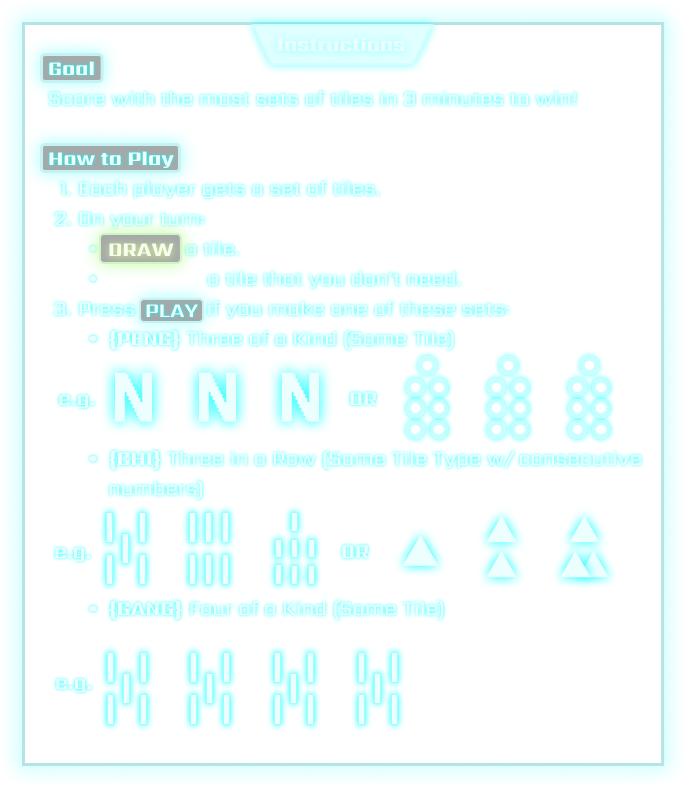 Instructions
Goal
Score with the most sets of tiles in 3 minutes to win!
How to Play
1. Each player gets a set of tiles.
2. On your turn:
• DRAW a tile.
• a tile that you don't need.
3. Press PLAY if you make one of these sets:
• {PENG} Three of a Kind (Same Tile)
e.g. N N N OR
• {CHI} Three in a Row (Same Tile Type w/ consecutive
numbers)
e.g. OR
• {GANG} Four of a Kind (Same Tile)
e.g.